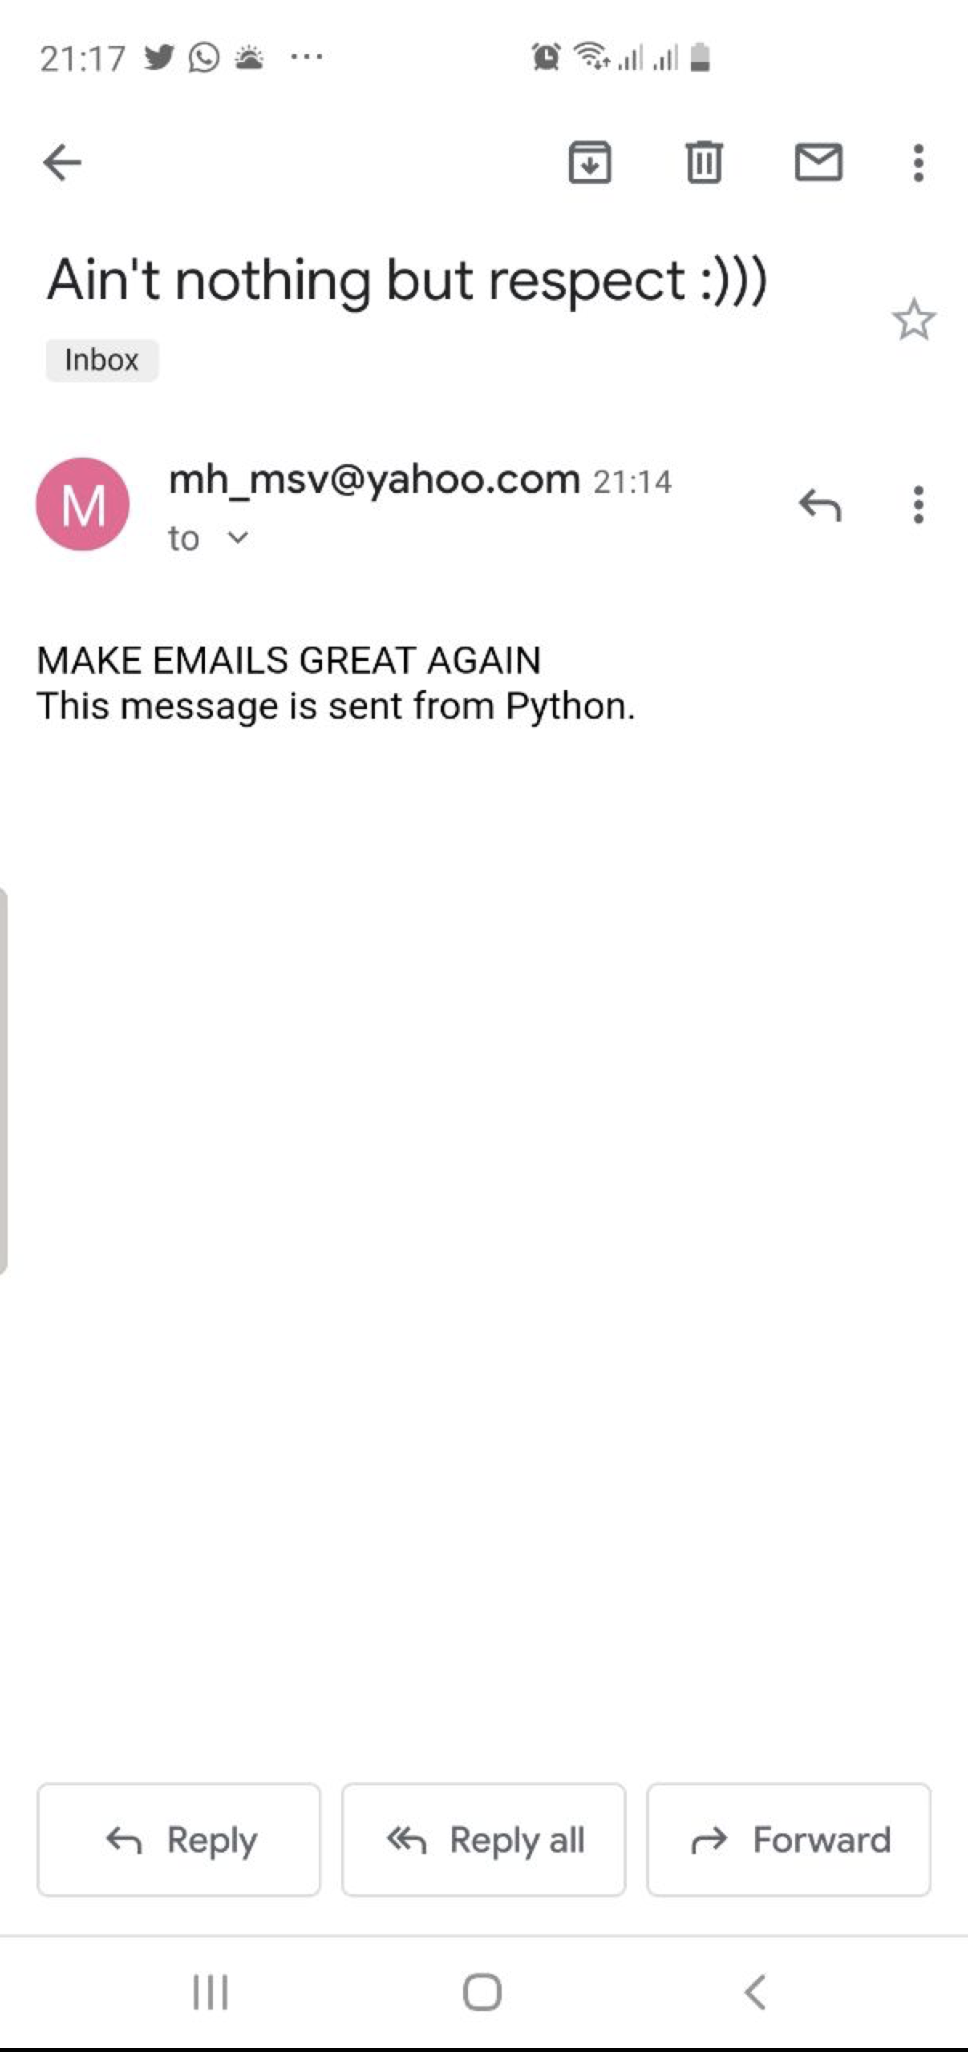 21:17
Ain't nothing but respect :)))
Inbox
M
mh_msv@yahoo.com 21:14
to
MAKE EMAILS GREAT AGAIN
This message is sent from Python.
Reply
Reply all
Forward